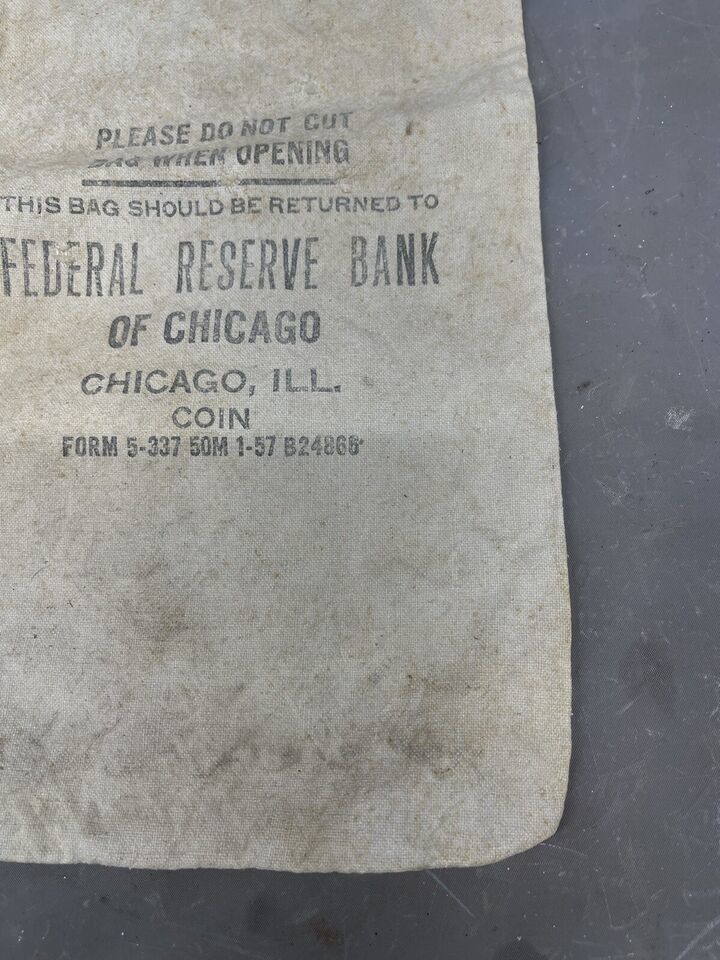 PLEASE DO NOT CUT
BAG WHEN OPENING
THIS BAG SHOULD BE RETURNED TO
FEDERAL RESERVE BANK
OF CHICAGO
CHICAGO, ILL.
COIN
FORM 5-337 50M 1-57 B24866